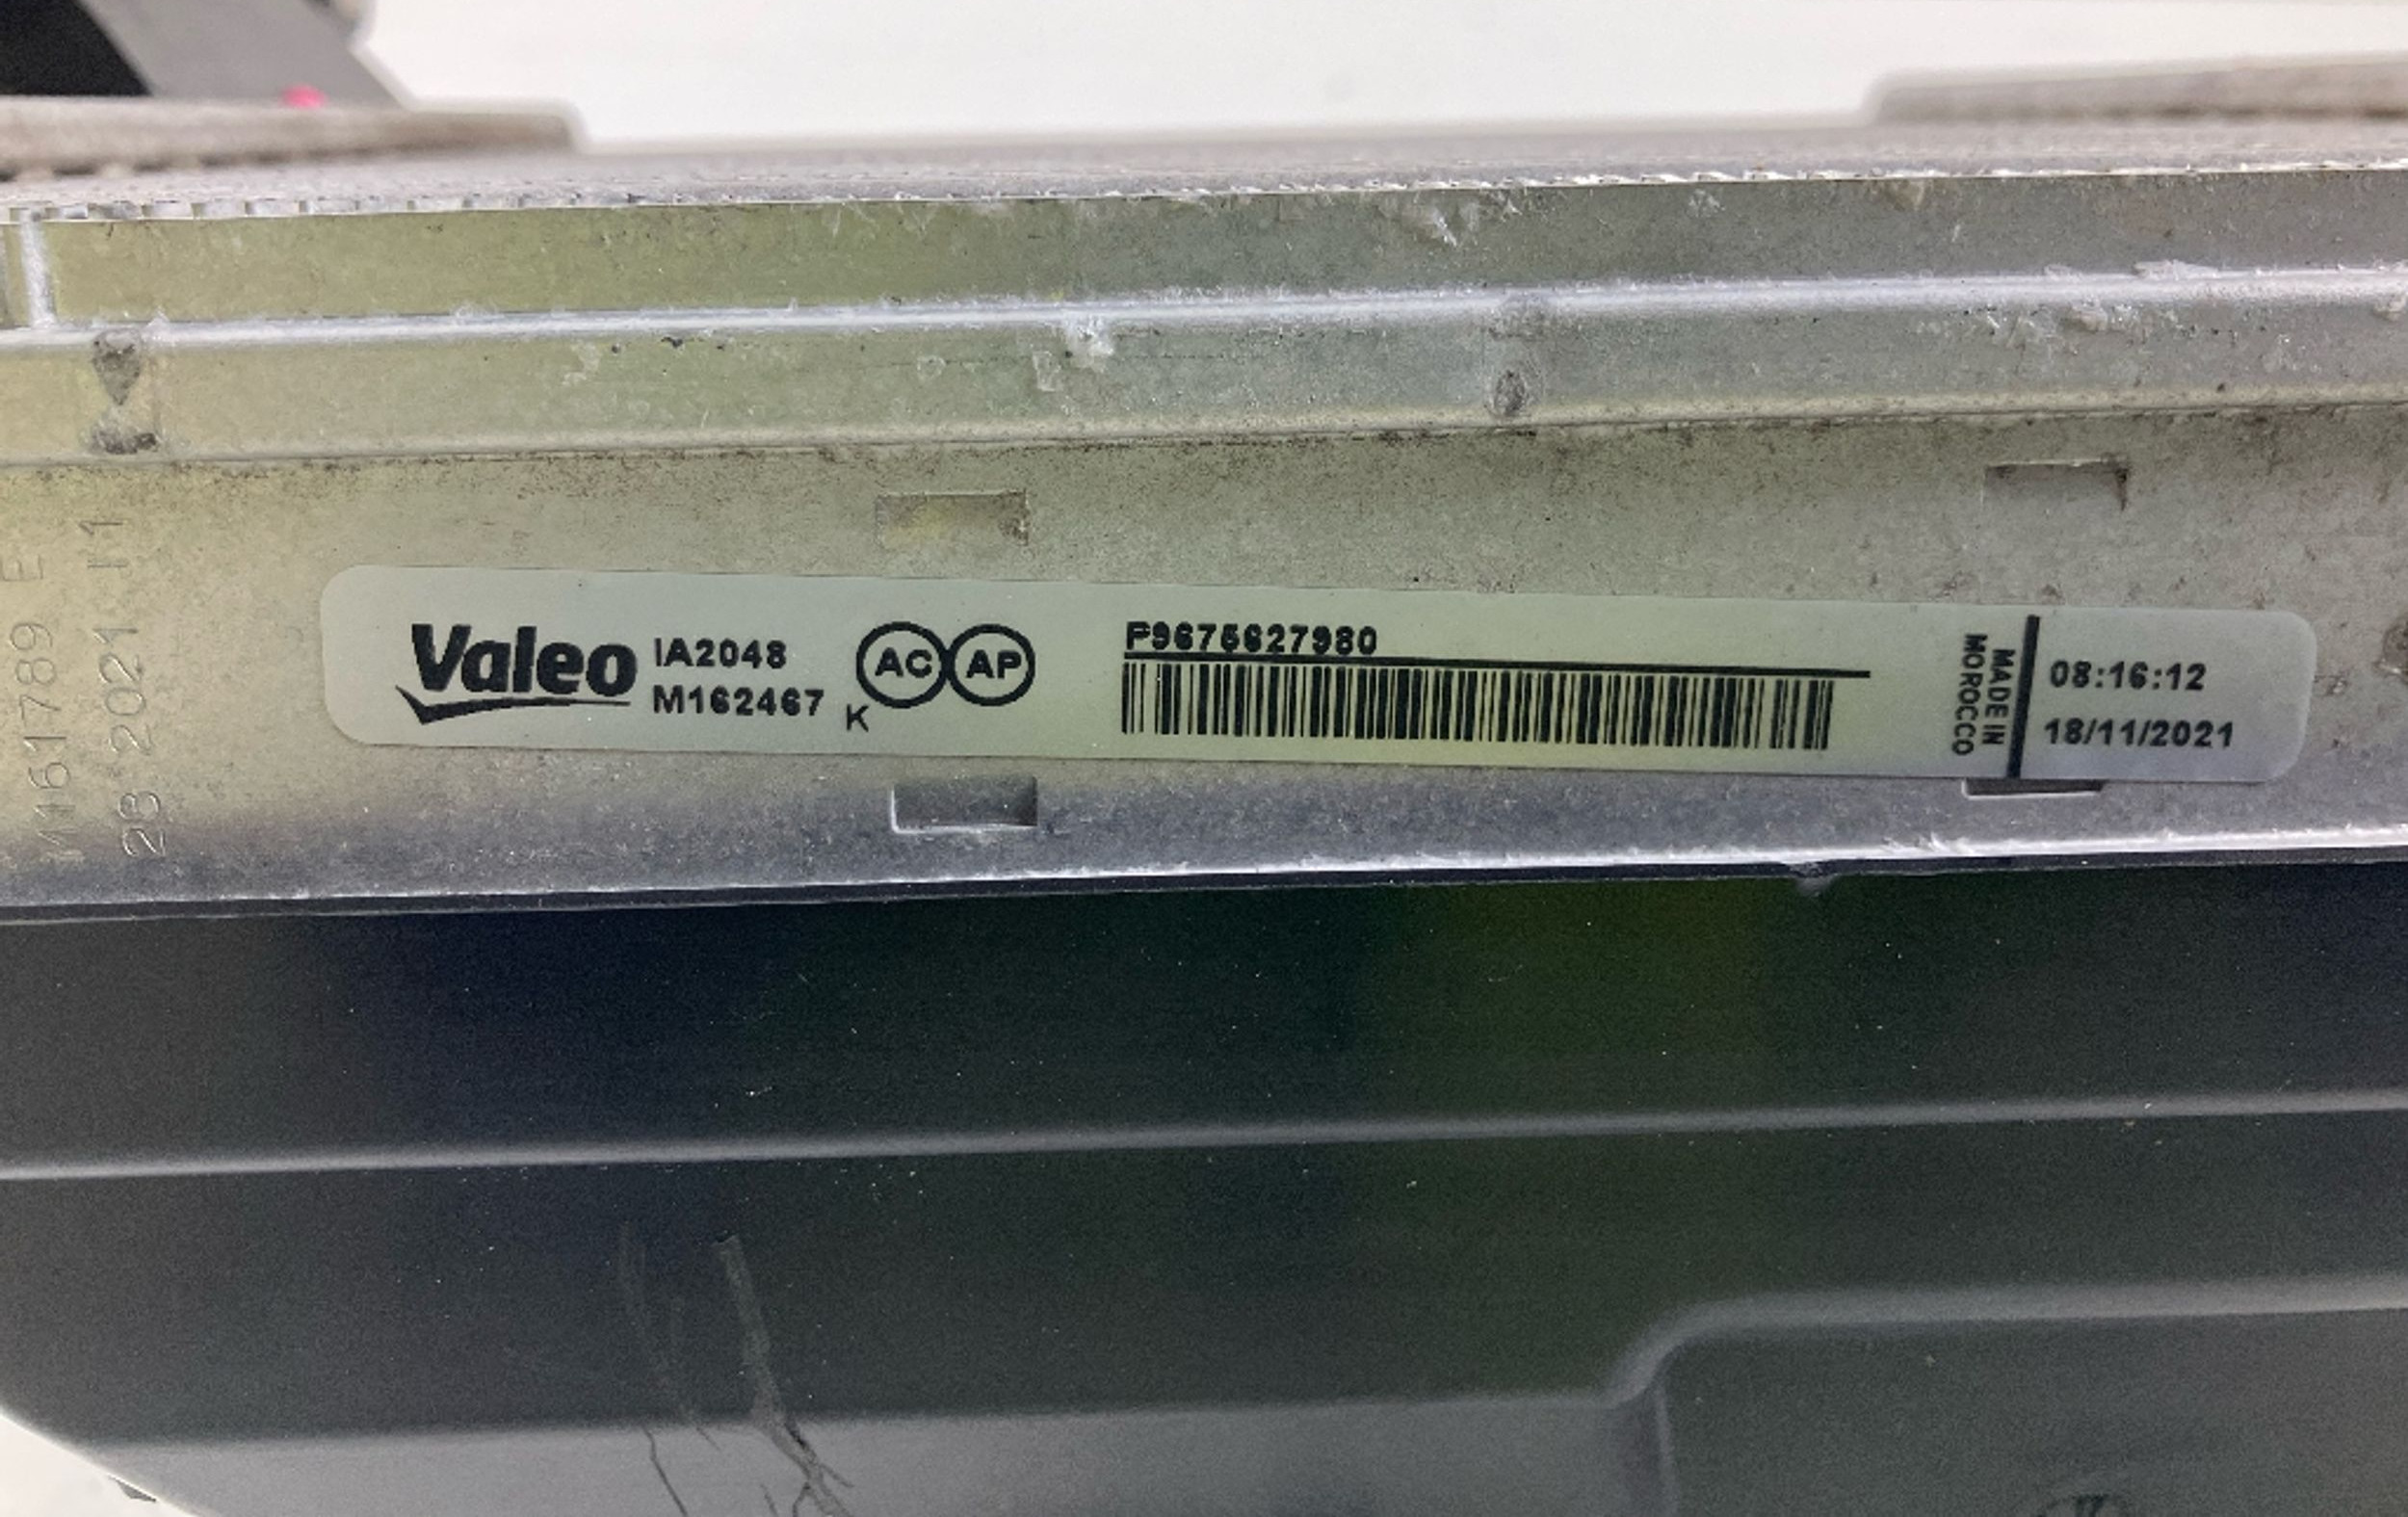 M161789 E
28 2021 11
Valeo
IA2048
M162467
K
AC AP
P9675627980
MADE IN
MOROCCO
08:16:12
18/11/2021